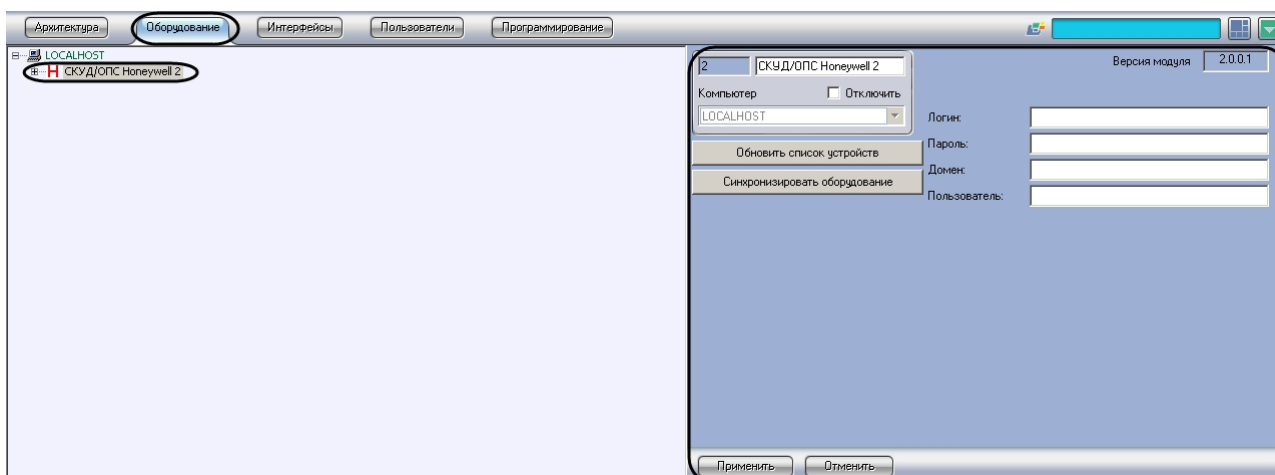 Архитектура Оборудование Интерфейсы Пользователи Программирование
LOCALHOST
СКУД/ОПС Honeywell 2
2 СКУД/ОПС Honeywell 2
Версия модуля 2.0.0.1
Компьютер Отключить
LOCALHOST
Логин:
Обновить список устройств
Пароль:
Синхронизировать оборудование
Домен:
Пользователь:
Применить Отменить